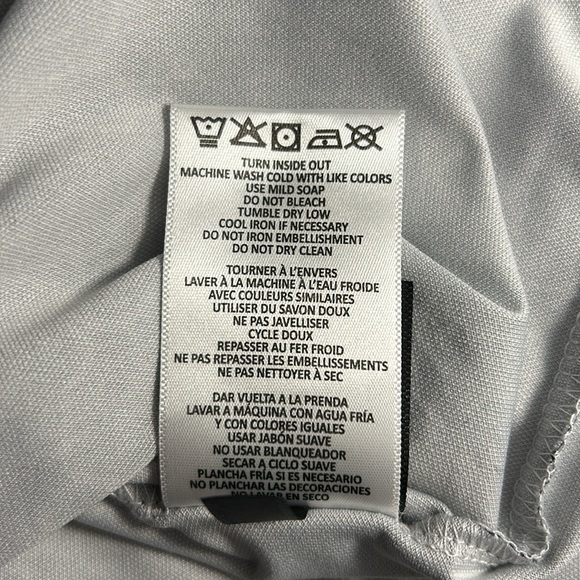 TURN INSIDE OUT
MACHINE WASH COLD WITH LIKE COLORS
USE MILD SOAP
DO NOT BLEACH
TUMBLE DRY LOW
COOL IRON IF NECESSARY
DO NOT IRON EMBELLISHMENT
DO NOT DRY CLEAN
TOURNER À L'ENVERS
LAVER À LA MACHINE À L'EAU FROIDE
AVEC COULEURS SIMILAIRES
UTILISER DU SAVON DOUX
NE PAS JAVELLISER
CYCLE DOUX
REPASSER AU FER FROID
NE PAS REPASSER LES EMBELLISSEMENTS
NE PAS NETTOYER À SEC
DAR VUELTA A LA PRENDA
LAVAR A MÁQUINA CON AGUA FRÍA
Y CON COLORES IGUALES
USAR JABÓN SUAVE
NO USAR BLANQUEADOR
SECAR A CICLO SUAVE
PLANCHA FRÍA SI ES NECESARIO
NO PLANCHAR LAS DECORACIONES
NO LAVAR EN SECO